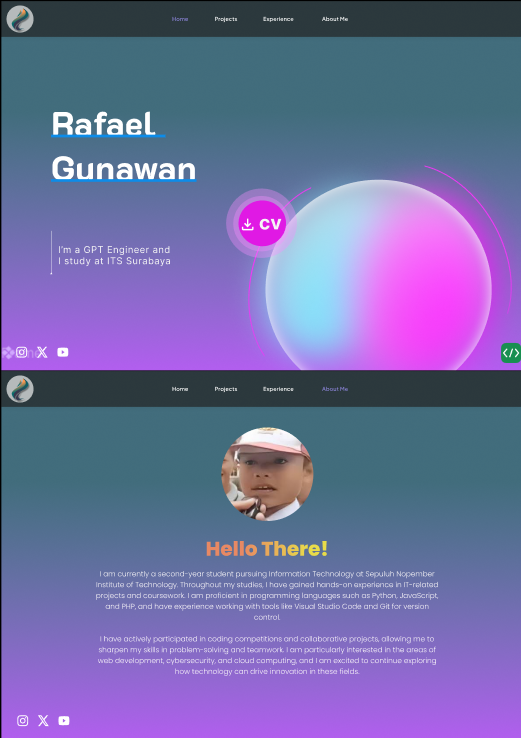 Home Projects Experience About Me
Rafael
Gunawan
CV
I'm a GPT Engineer and
I study at ITS Surabaya
</>
Home Projects Experience About Me
Hello There!
I am currently a second-year student pursuing Information Technology at Sepuluh Nopember
Institute of Technology. Throughout my studies, I have gained hands-on experience in IT-related
projects and coursework. I am proficient in programming languages such as Python, JavaScript,
and PHP, and have experience working with tools like Visual Studio Code and Git for version
control.
I have actively participated in coding competitions and collaborative projects, allowing me to
sharpen my skills in problem-solving and teamwork. I am particularly interested in the areas of
web development, cybersecurity, and cloud computing, and I am excited to continue exploring
how technology can drive innovation in these fields.